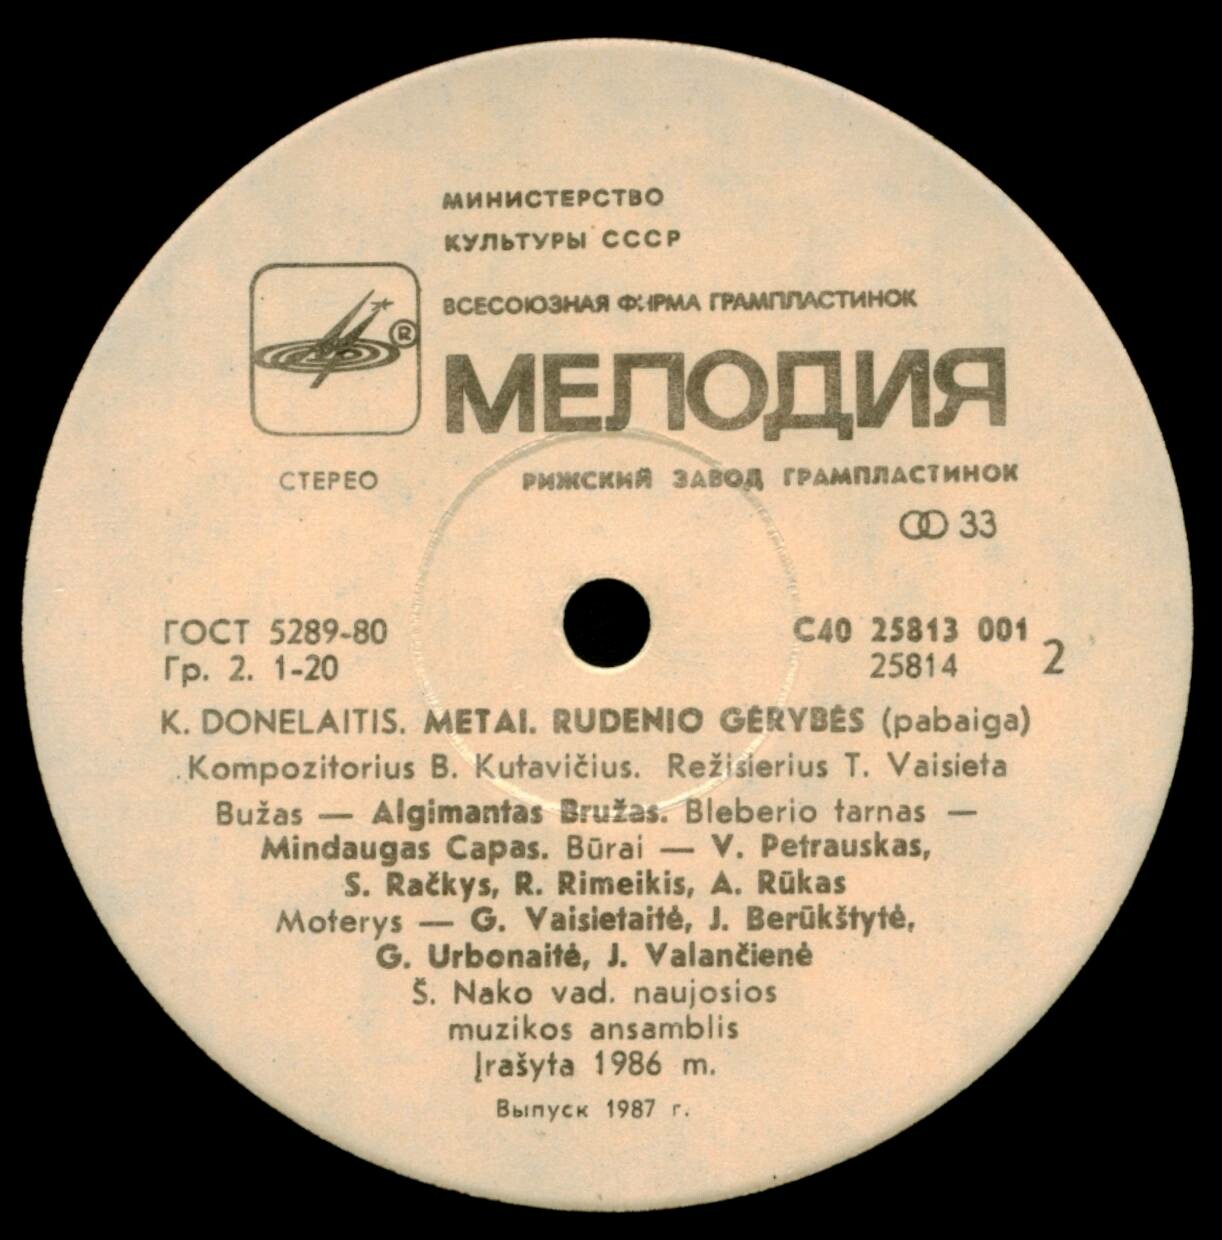 МИНИСТЕРСТВО
КУЛЬТУРЫ СССР
ВСЕСОЮЗНАЯ ФИРМА ГРАМПЛАСТИНОК
®
МЕЛОДИЯ
СТЕРЕО
РИЖСКИЙ ЗАВОД ГРАМПЛАСТИНОК
33
ГОСТ 5289-80
Гр. 2. 1-20
С40 25813 001
25814
2
K. DONELAITIS. METAI. RUDENIO GĖRYBĖS (pabaiga)
Kompozitorius B. Kutavičius. Režisierius T. Vaisieta
Bužas — Algimantas Bružas. Bleberio tarnas —
Mindaugas Capas. Būrai — V. Petrauskas,
S. Račkys, R. Rimeikis, A. Rūkas
Moterys — G. Vaisietaitė, J. Berūkštytė,
G. Urbonaitė, J. Valančienė
Š. Nako vad. naujosios
muzikos ansamblis
Įrašyta 1986 m.
Выпуск 1987 г.